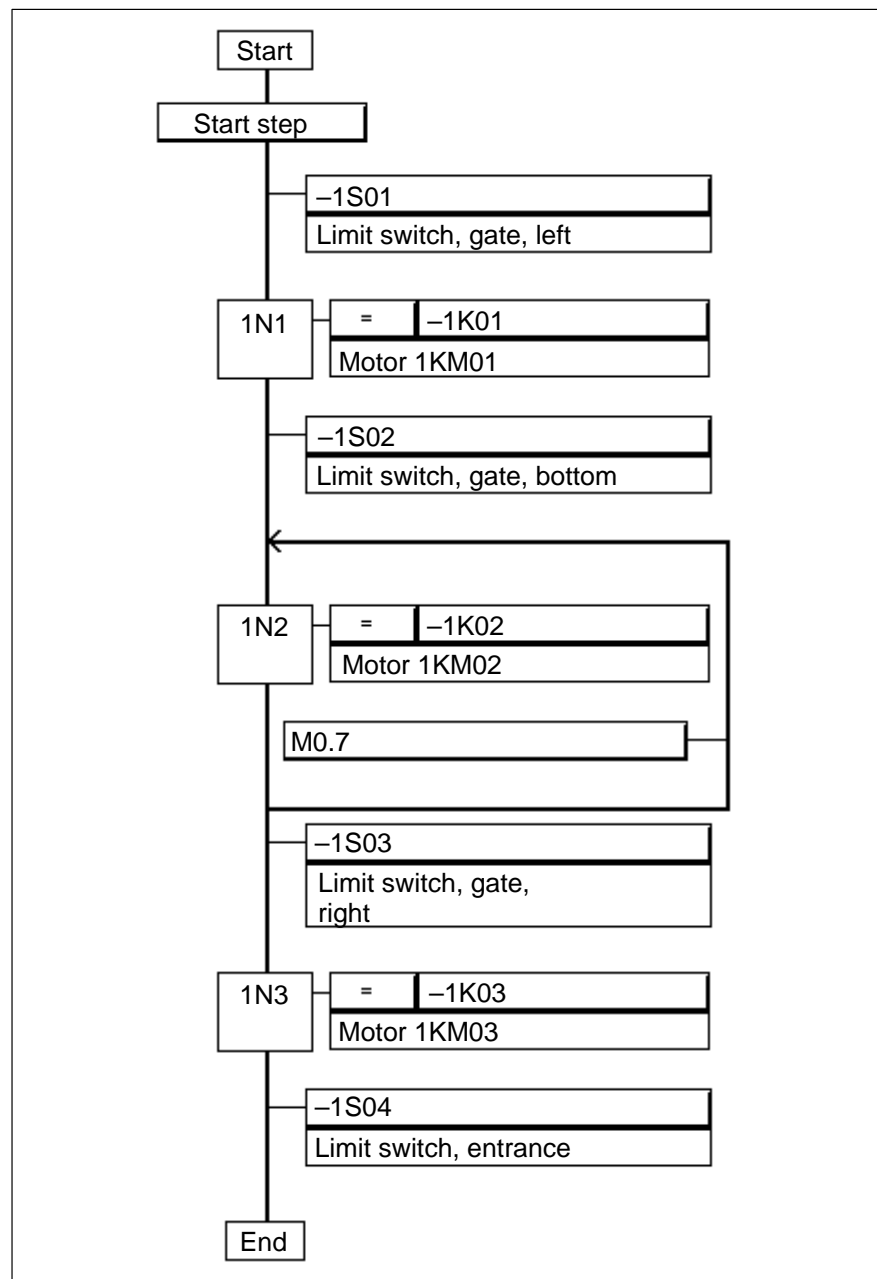 Start
Start step
–1S01
Limit switch, gate, left
1N1
=
–1K01
Motor 1KM01
–1S02
Limit switch, gate, bottom
1N2
=
–1K02
Motor 1KM02
M0.7
–1S03
Limit switch, gate,
right
1N3
=
–1K03
Motor 1KM03
–1S04
Limit switch, entrance
End